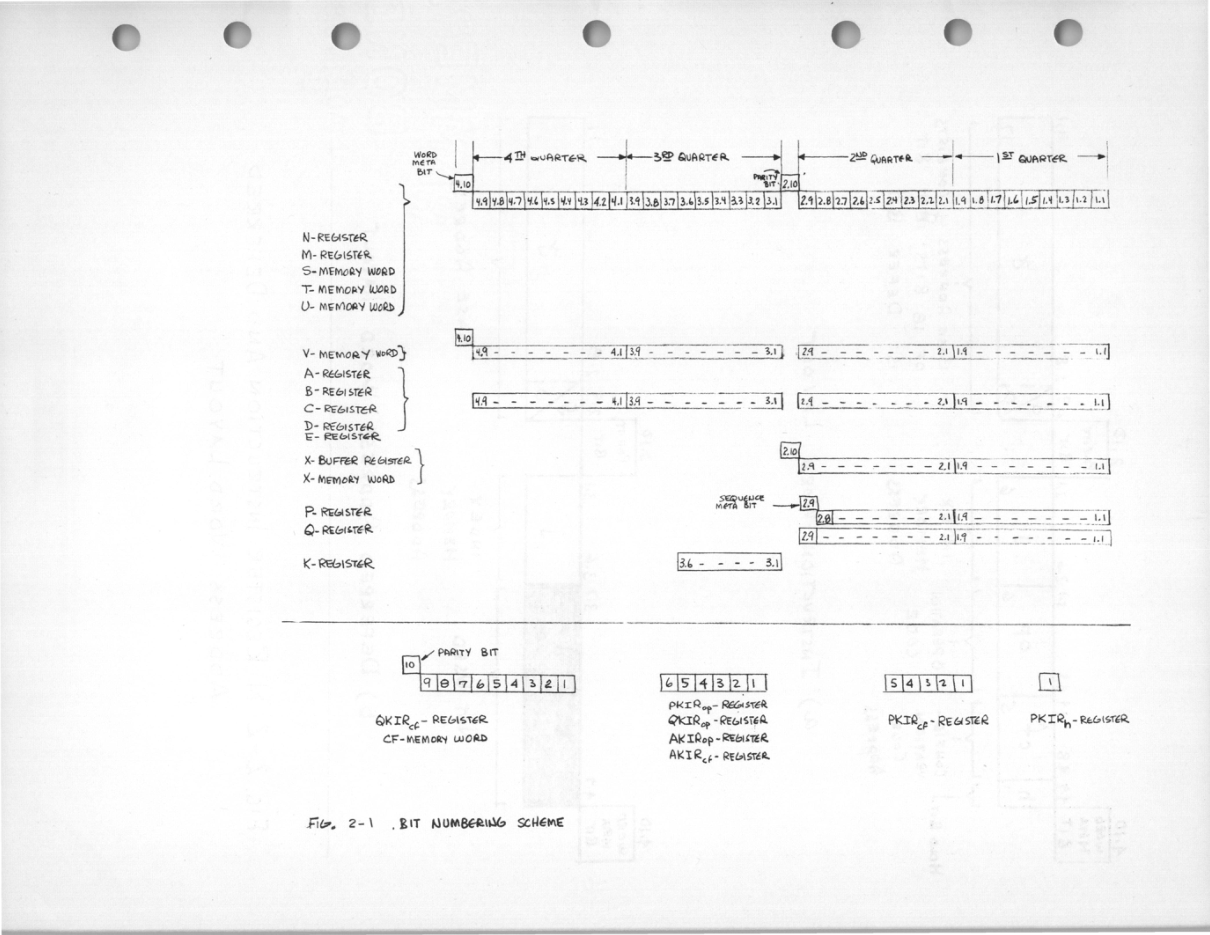 WORD
META
BIT
4TH QUARTER
3RD QUARTER
2ND QUARTER
1ST QUARTER
PARITY
BIT
4.10
2.10
4.9 4.8 4.7 4.6 4.5 4.4 4.3 4.2 4.1 3.9 3.8 3.7 3.6 3.5 3.4 3.3 3.2 3.1
2.9 2.8 2.7 2.6 2.5 2.4 2.3 2.2 2.1 1.9 1.8 1.7 1.6 1.5 1.4 1.3 1.2 1.1
N-REGISTER
M-REGISTER
S-MEMORY WORD
T-MEMORY WORD
U-MEMORY WORD
4.10
V-MEMORY WORD
4.9 - - - - - - - 4.1 3.9 - - - - - - - 3.1
2.9 - - - - - - - 2.1 1.9 - - - - - - - 1.1
A-REGISTER
B-REGISTER
C-REGISTER
D-REGISTER
E-REGISTER
4.9 - - - - - - - 4.1 3.9 - - - - - - - 3.1
2.9 - - - - - - - 2.1 1.9 - - - - - - - 1.1
2.10
X-BUFFER REGISTER
X-MEMORY WORD
2.9 - - - - - - - 2.1 1.9 - - - - - - - 1.1
SEQUENCE
META BIT
2.9
P-REGISTER
2.8 - - - - - - 2.1 1.9 - - - - - - - 1.1
Q-REGISTER
2.9 - - - - - - - 2.1 1.9 - - - - - - - 1.1
K-REGISTER
3.6 - - - - 3.1
10
PARITY BIT
9 8 7 6 5 4 3 2 1
QKIRcf-REGISTER
CF-MEMORY WORD
6 5 4 3 2 1
PKIRop-REGISTER
QKIRop-REGISTER
AKIRop-REGISTER
AKIRcf-REGISTER
5 4 3 2 1
PKIRcf-REGISTER
1
PKIRh-REGISTER
FIG. 2-1 . BIT NUMBERING SCHEME